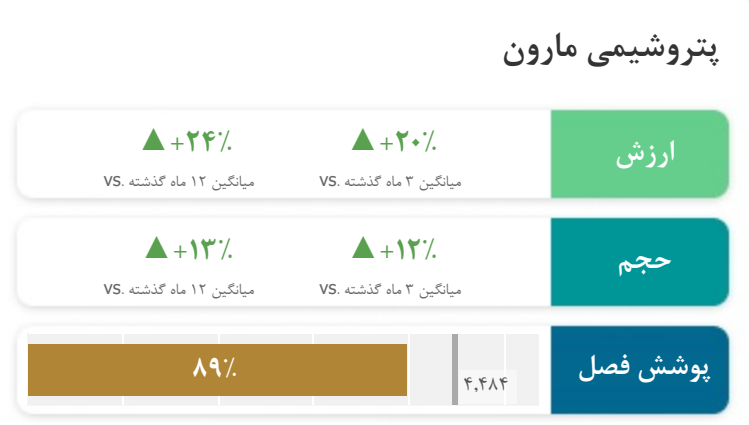 پتروشیمی مارون
ارزش
+۲۰٪ +۲۴٪
میانگین ۳ ماه گذشته .VS میانگین ۱۲ ماه گذشته .VS
حجم
+۱۲٪ +۱۳٪
میانگین ۳ ماه گذشته .VS میانگین ۱۲ ماه گذشته .VS
پوشش فصل
۸۹٪
۴,۴۸۴